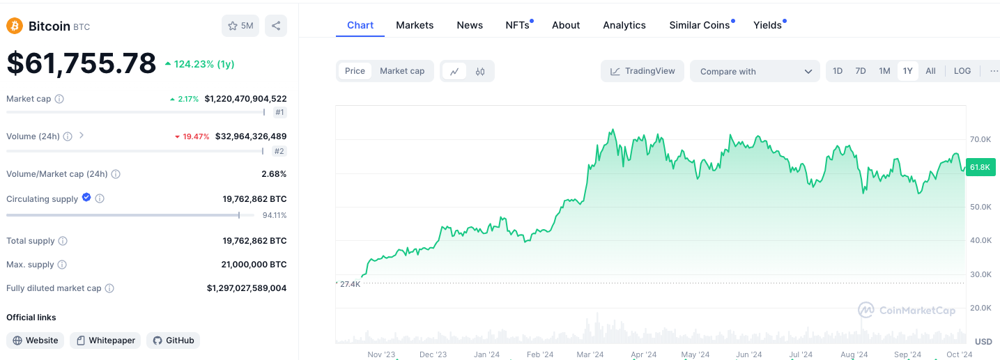 Bitcoin BTC
5M
$61,755.78 124.23% (1y)
Market cap 2.17% $1,220,470,904,522
#1
Volume (24h) 19.47% $32,964,326,489
#2
Volume/Market cap (24h) 2.68%
Circulating supply 19,762,862 BTC
94.11%
Total supply 19,762,862 BTC
Max. supply 21,000,000 BTC
Fully diluted market cap $1,297,027,589,004
Official links
Website Whitepaper GitHub
Chart Markets News NFTs About Analytics Similar Coins Yields
Price Market cap TradingView Compare with 1D 7D 1M 1Y All LOG ...
70.0K
61.8K
50.0K
40.0K
30.0K
27.4K
20.0K
CoinMarketCap
USD
Nov '23 Dec '23 Jan '24 Feb '24 Mar '24 Apr '24 May '24 Jun '24 Jul '24 Aug '24 Sep '24 Oct '24